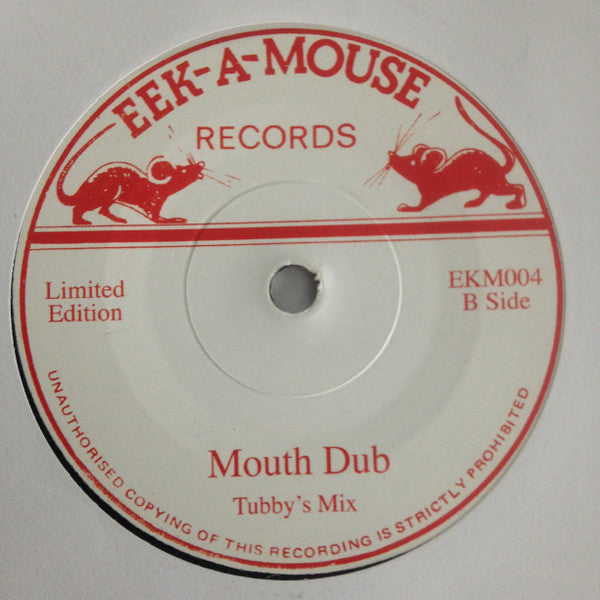 EEK-A-MOUSE
RECORDS
Limited
Edition
EKM004
B Side
Mouth Dub
Tubby's Mix
UNAUTHORISED COPYING OF THIS RECORDING IS STRICTLY PROHIBITED